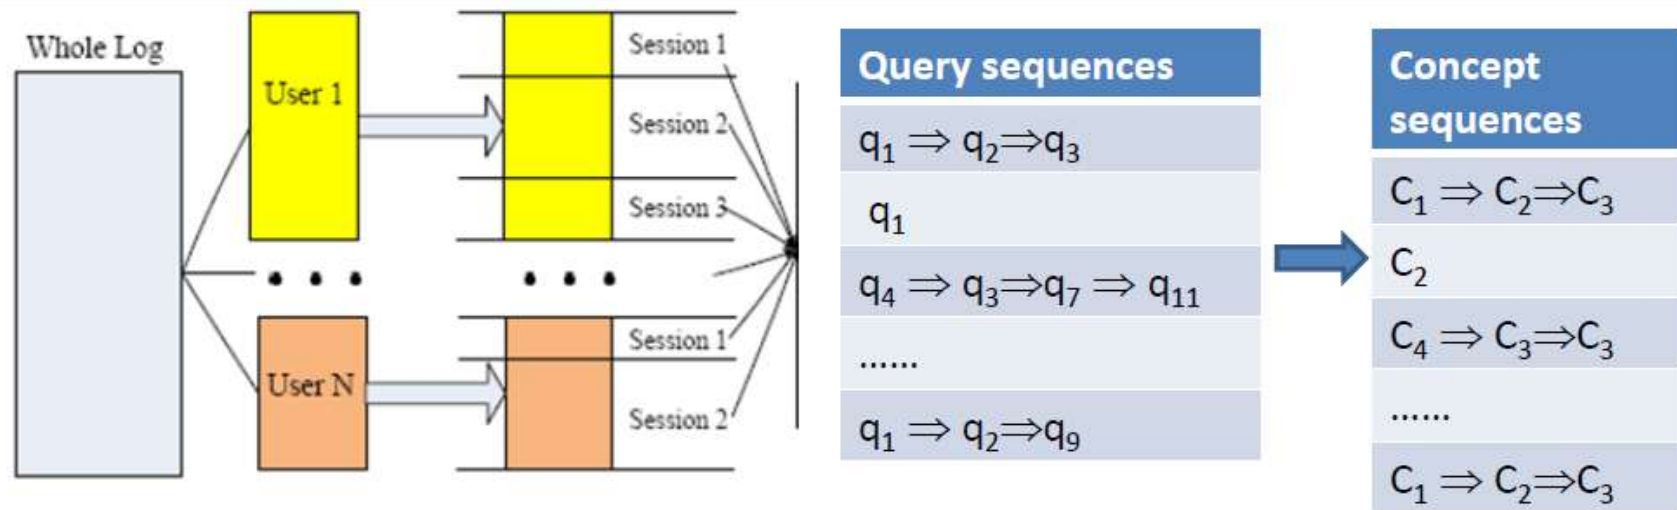 Whole Log
User 1
User N
Session 1
Session 2
Session 3
Session 1
Session 2
Query sequences
q₁ ⇒ q₂⇒q₃
q₁
q₄ ⇒ q₃⇒q₇ ⇒ q₁₁
......
q₁ ⇒ q₂⇒q₉
Concept
sequences
C₁ ⇒ C₂⇒C₃
C₂
C₄ ⇒ C₃⇒C₃
......
C₁ ⇒ C₂⇒C₃